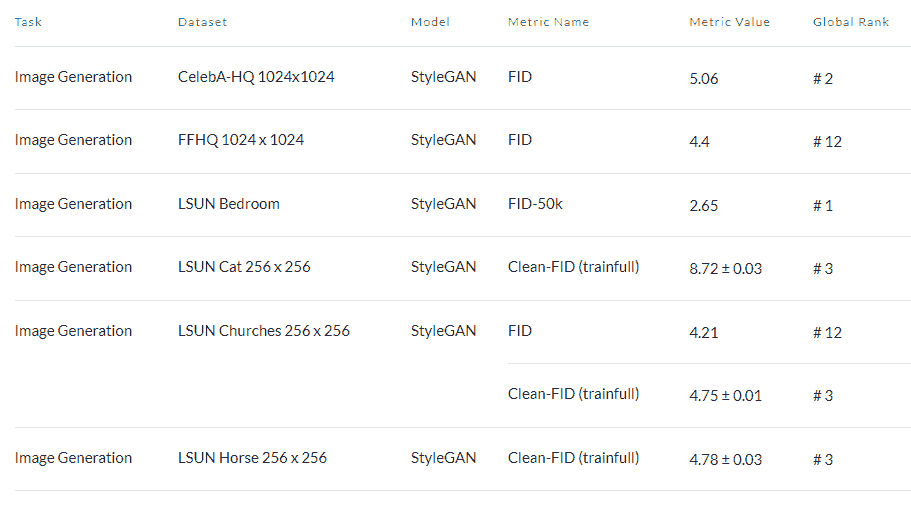 Task Dataset Model Metric Name Metric Value Global Rank
Image Generation CelebA-HQ 1024x1024 StyleGAN FID 5.06 # 2
Image Generation FFHQ 1024 x 1024 StyleGAN FID 4.4 # 12
Image Generation LSUN Bedroom StyleGAN FID-50k 2.65 # 1
Image Generation LSUN Cat 256 x 256 StyleGAN Clean-FID (trainfull) 8.72 ± 0.03 # 3
Image Generation LSUN Churches 256 x 256 StyleGAN FID 4.21 # 12
Clean-FID (trainfull) 4.75 ± 0.01 # 3
Image Generation LSUN Horse 256 x 256 StyleGAN Clean-FID (trainfull) 4.78 ± 0.03 # 3